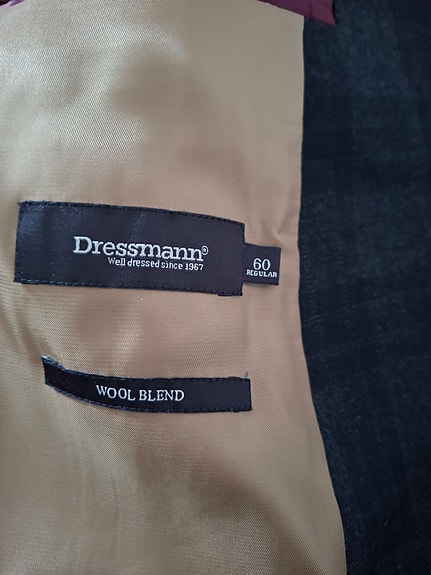 Dressmann®
Well dressed since 1967
60
REGULAR
WOOL BLEND